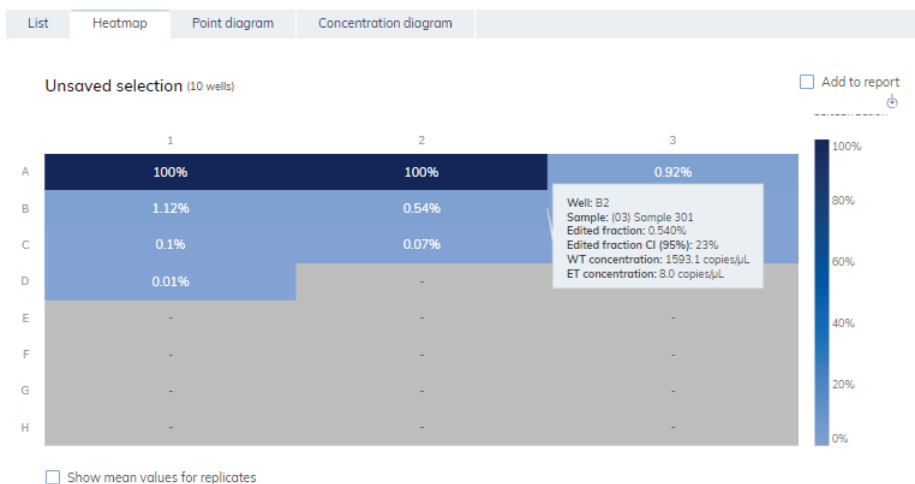 List Heatmap Point diagram Concentration diagram
Unsaved selection (10 wells)
Add to report
1 2 3
100%
A 100% 100% 0.92%
B 1.12% 0.54%
80%
Well: B2
Sample: (03) Sample 301
Edited fraction: 0.540%
Edited fraction CI (95%): 23%
WT concentration: 1593.1 copies/µL
ET concentration: 8.0 copies/µL
C 0.1% 0.07%
60%
D 0.01% -
E - - -
40%
F - - -
20%
G - - -
H - - -
0%
Show mean values for replicates